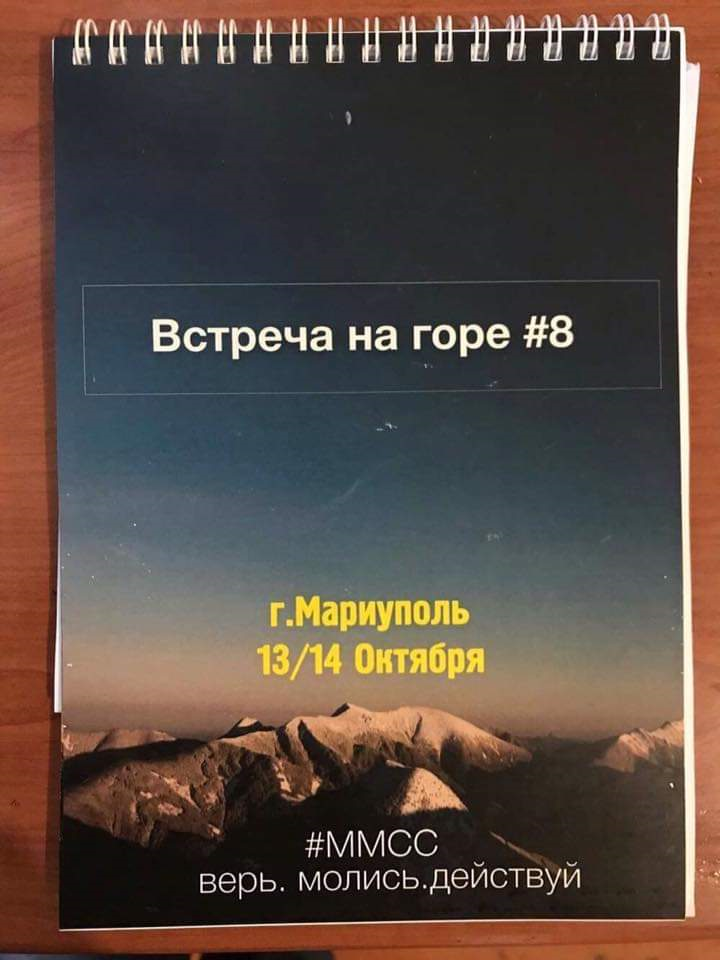 Встреча на горе #8
г.Мариуполь
13/14 Октября
#ММСС
верь. молись.действуй